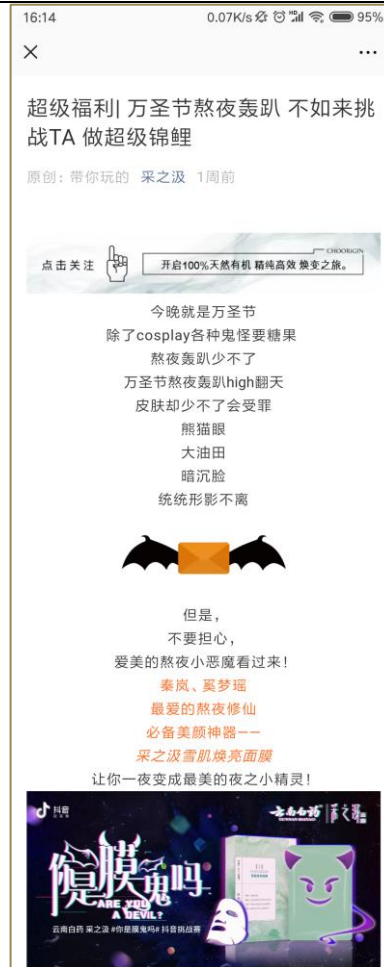 16:14
0.07K/s
95%
超级福利| 万圣节熬夜轰趴 不如来挑
战TA 做超级锦鲤
原创：带你玩的 采之汲 1周前
CHOORIGIN
点击关注
开启100%天然有机 精纯高效 焕变之旅。
今晚就是万圣节
除了cosplay各种鬼怪要糖果
熬夜轰趴少不了
万圣节熬夜轰趴high翻天
皮肤却少不了会受罪
熊猫眼
大油田
暗沉脸
统统形影不离
但是，
不要担心，
爱美的熬夜小恶魔看过来！
秦岚、奚梦瑶
最爱的熬夜修仙
必备美颜神器——
采之汲雪肌焕亮面膜
让你一夜变成最美的夜之小精灵！
抖音
云南白药
采之汲
你是膜鬼吗
ARE YOU
A DEVIL?
云南白药 采之汲 #你是膜鬼吗# 抖音挑战赛